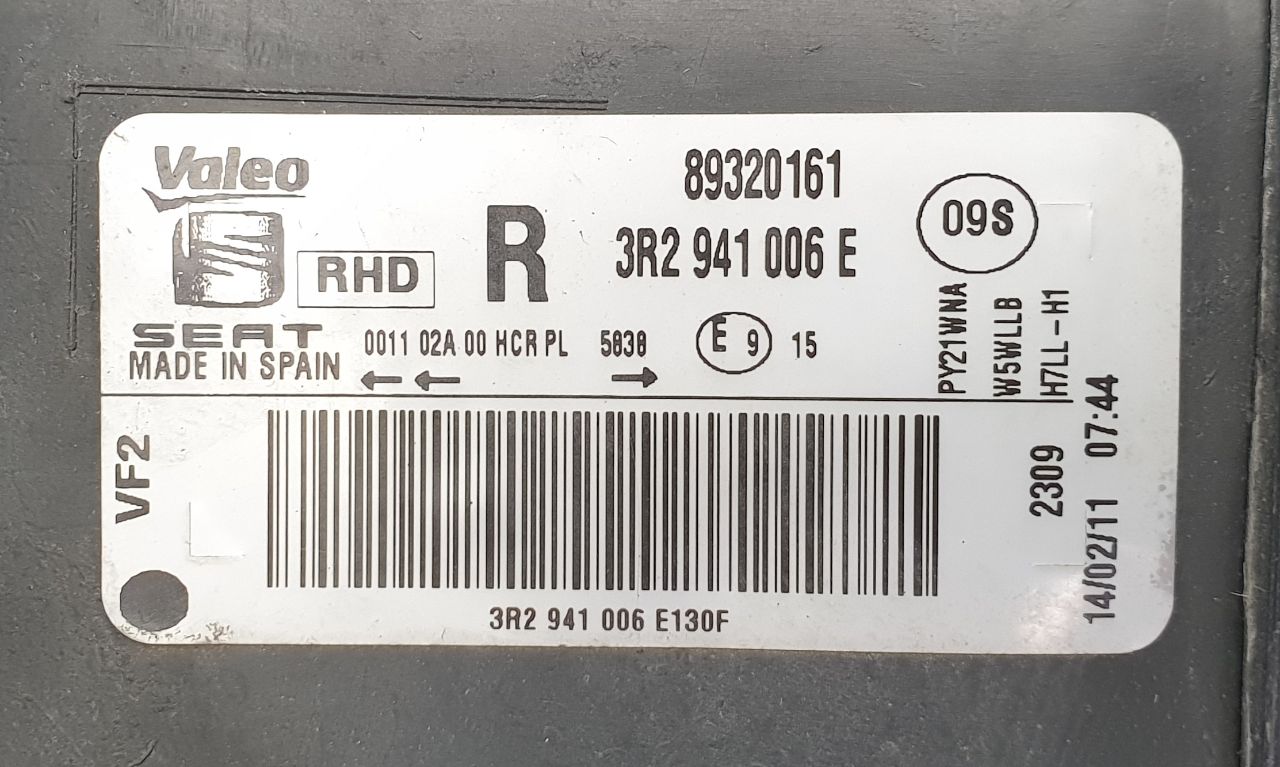 Valeo
89320161
09S
RHD
R
3R2 941 006 E
SEAT
MADE IN SPAIN
0011 02A 00 HCR PL 5838
E 9 15
PY21WNA
W5WLLB
H7LL-H1
VF2
2309
14/02/11 07:44
3R2 941 006 E130F